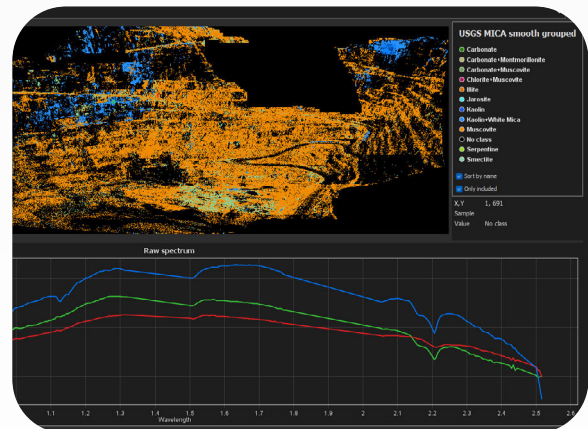 USGS MICA smooth grouped
Carbonate
Carbonate+Montmorillonite
Carbonate+Muscovite
Chlorite+Muscovite
Illite
Jarosite
Kaolin
Kaolin+White Mica
Muscovite
No class
Serpentine
Smectite
Sort by name
Only included
X,Y 1, 691
Sample
Value No class
Raw spectrum
1.1 1.2 1.3 1.4 1.5 1.6 1.7 1.8 1.9 2 2.1 2.2 2.3 2.4 2.5 2.6
Wavelength